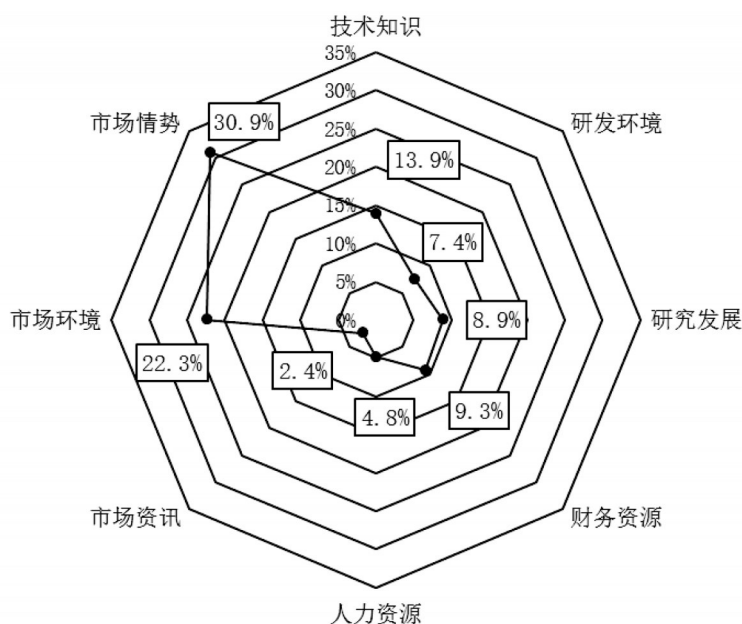 技术知识
35%
30%
25%
20%
15%
10%
5%
0%
市场情势
30.9%
研发环境
13.9%
7.4%
市场环境
研究发展
8.9%
22.3%
2.4%
4.8%
9.3%
市场资讯
财务资源
人力资源